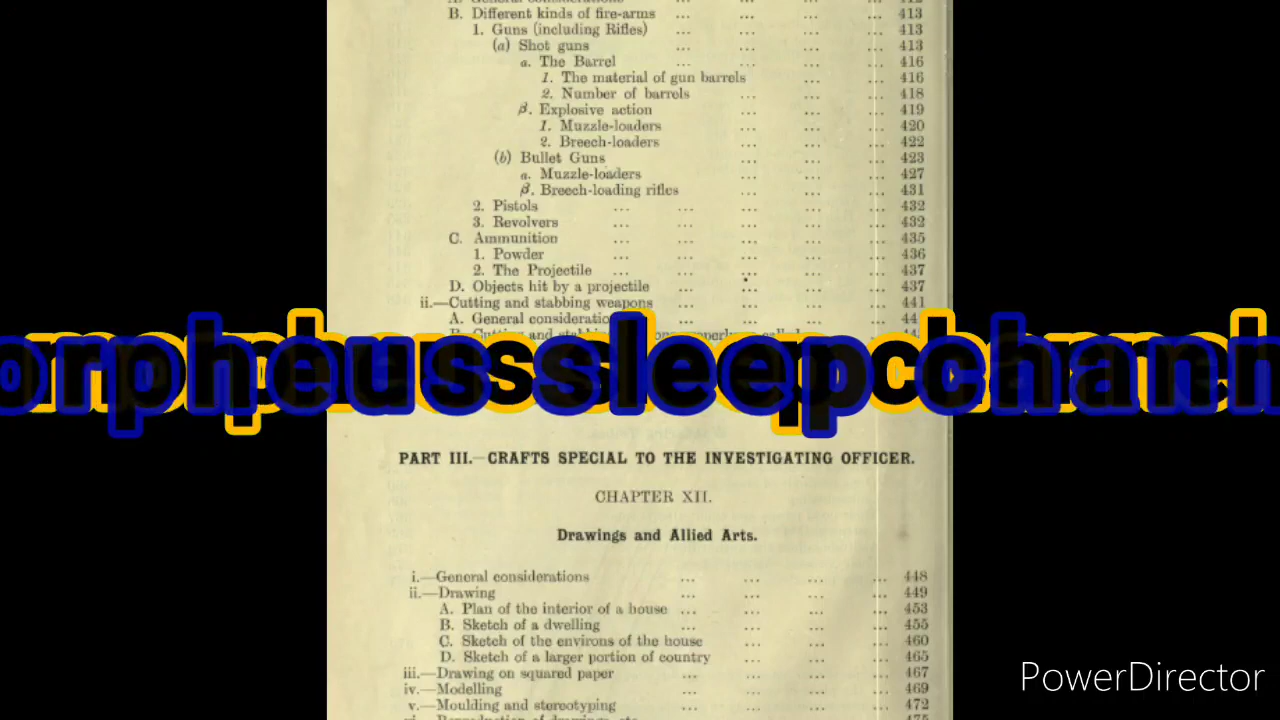 B. Different kinds of fire-arms ... ... ... ... 413
1. Guns (including Rifles) ... ... ... ... 413
(a) Shot guns ... ... ... ... 413
a. The Barrel ... ... ... ... 416
1. The material of gun barrels ... ... 416
2. Number of barrels ... ... ... 418
β. Explosive action ... ... ... 419
1. Muzzle-loaders ... ... ... 420
2. Breech-loaders ... ... ... 422
(b) Bullet Guns ... ... ... 423
a. Muzzle-loaders ... ... ... 427
β. Breech-loading rifles ... ... ... 431
2. Pistols ... ... ... ... ... 432
3. Revolvers ... ... ... ... ... 432
C. Ammunition ... ... ... ... ... 435
1. Powder ... ... ... ... ... 436
2. The Projectile ... ... ... ... ... 437
D. Objects hit by a projectile ... ... ... ... 437
ii.—Cutting and stabbing weapons ... ... ... ... 441
A. General
orpheus sleep chann
PART III.—CRAFTS SPECIAL TO THE INVESTIGATING OFFICER.
CHAPTER XII.
Drawings and Allied Arts.
i.—General considerations ... ... ... ... 448
ii.—Drawing ... ... ... ... 449
A. Plan of the interior of a house ... ... ... ... 453
B. Sketch of a dwelling ... ... ... ... 455
C. Sketch of the environs of the house ... ... ... 460
D. Sketch of a larger portion of country ... ... ... 465
iii.—Drawing on squared paper ... ... ... ... 467
iv.—Modelling ... ... ... ... 469
v.—Moulding and stereotyping ... ... ... ... 472
PowerDirector